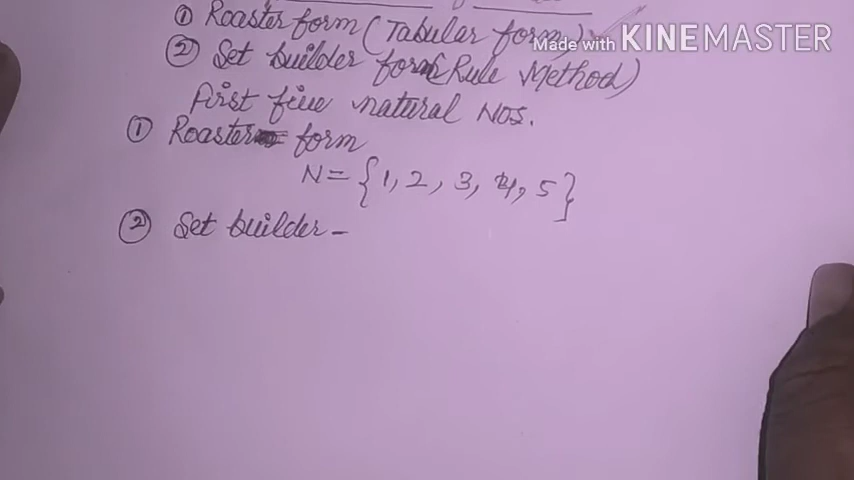 ① Roaster form (Tabular form)
Made with KINEMASTER
② Set builder form (Rule Method)
First five natural NOS.
① Roaster form
N = {1, 2, 3, 4, 5}
② Set builder -